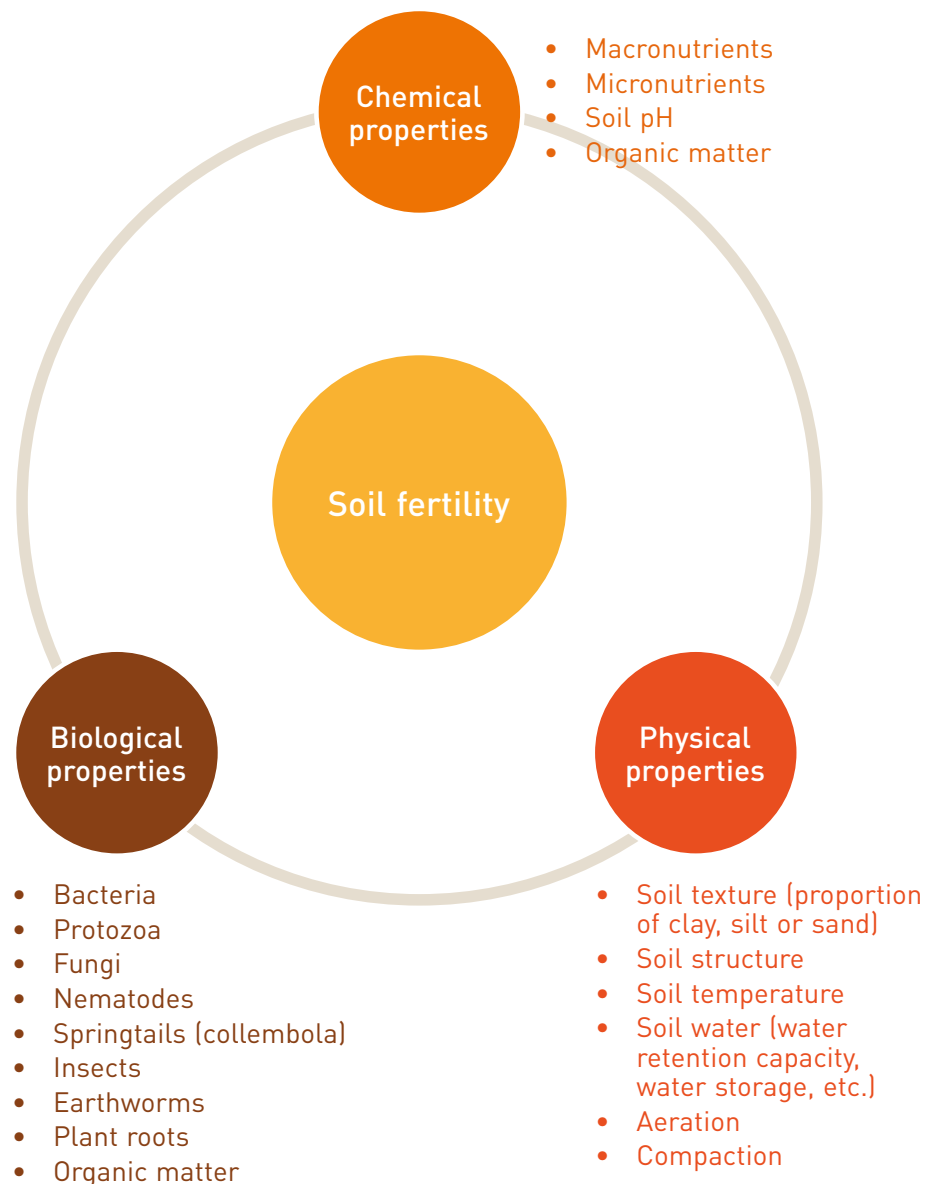 Chemical
properties
• Macronutrients
• Micronutrients
• Soil pH
• Organic matter
Soil fertility
Biological
properties
Physical
properties
• Bacteria
• Protozoa
• Fungi
• Nematodes
• Springtails (collembola)
• Insects
• Earthworms
• Plant roots
• Organic matter
• Soil texture (proportion
of clay, silt or sand)
• Soil structure
• Soil temperature
• Soil water (water
retention capacity,
water storage, etc.)
• Aeration
• Compaction